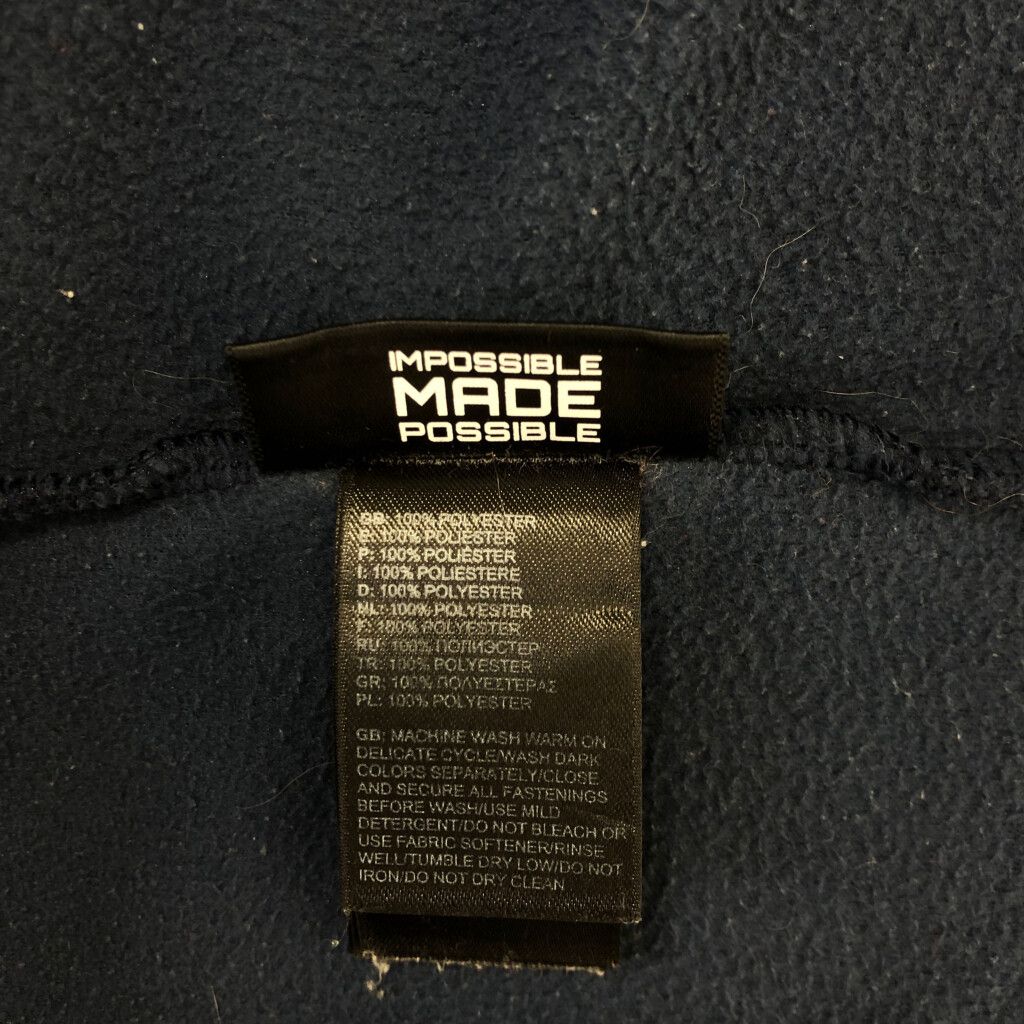 IMPOSSIBLE
MADE
POSSIBLE
GB: 100% POLYESTER
E: 100% POLIÉSTER
P: 100% POLIÉSTER
I: 100% POLIESTERE
D: 100% POLYESTER
NL: 100% POLYESTER
F: 100% POLYESTER
RU: 100% ПОЛИЭСТЕР
TR: 100% POLYESTER
GR: 100% ΠΟΛΥΕΣΤΕΡΑΣ
PL: 100% POLYESTER
GB: MACHINE WASH WARM ON
DELICATE CYCLE/WASH DARK
COLORS SEPARATELY/CLOSE
AND SECURE ALL FASTENINGS
BEFORE WASH/USE MILD
DETERGENT/DO NOT BLEACH OR
USE FABRIC SOFTENER/RINSE
WELL/TUMBLE DRY LOW/DO NOT
IRON/DO NOT DRY CLEAN